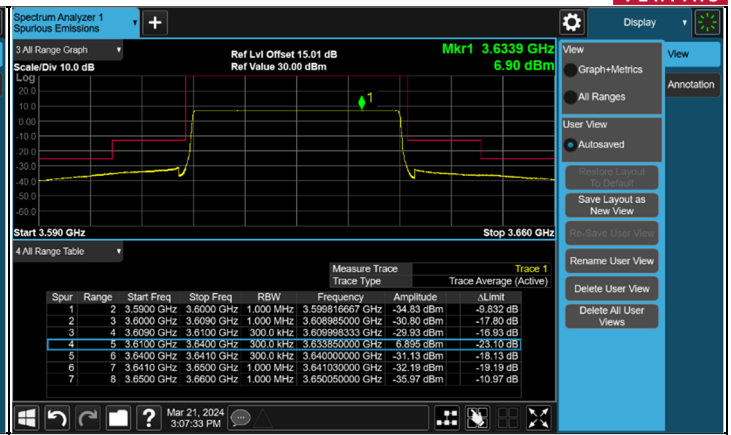 Spectrum Analyzer 1
Spurious Emissions
+
Display
3 All Range Graph
Scale/Div 10.0 dB
Ref Lvl Offset 15.01 dB
Ref Value 30.00 dBm
Mkr1 3.6339 GHz
6.90 dBm
Log
20.0
10.0
0.00
-10.0
-20.0
-30.0
-40.0
-50.0
-60.0
1
Start 3.590 GHz
Stop 3.660 GHz
4 All Range Table
Measure Trace Trace 1
Trace Type Trace Average (Active)
Spur Range Start Freq Stop Freq RBW Frequency Amplitude ΔLimit
1 2 3.5900 GHz 3.6000 GHz 1.000 MHz 3.599816667 GHz -34.83 dBm -9.832 dB
2 3 3.6000 GHz 3.6090 GHz 1.000 MHz 3.608985000 GHz -30.80 dBm -17.80 dB
3 4 3.6090 GHz 3.6100 GHz 300.0 kHz 3.609998333 GHz -29.93 dBm -16.93 dB
4 5 3.6100 GHz 3.6400 GHz 300.0 kHz 3.633850000 GHz 6.895 dBm -23.10 dB
5 6 3.6400 GHz 3.6410 GHz 300.0 kHz 3.640000000 GHz -31.13 dBm -18.13 dB
6 7 3.6410 GHz 3.6500 GHz 1.000 MHz 3.641030000 GHz -32.19 dBm -19.19 dB
7 8 3.6500 GHz 3.6600 GHz 1.000 MHz 3.650050000 GHz -35.97 dBm -10.97 dB
View
Graph+Metrics
All Ranges
User View
Autosaved
Restore Layout
To Default
Save Layout as
New View
Re-Save User View
Rename User View
Delete User View
Delete All User
Views
View
Annotation
?
Mar 21, 2024
3:07:33 PM